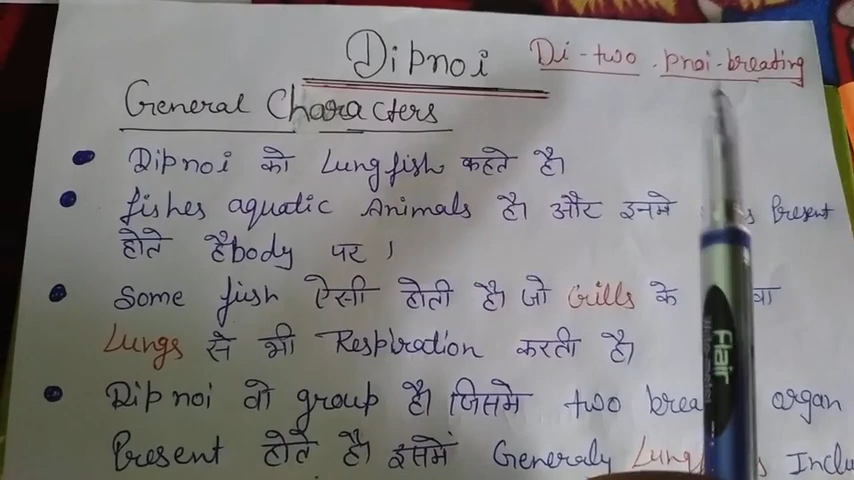 Dipnoi Di-two . pnoi-breating
General Characters
Dipnoi को Lungfish कहते है।
fishes aquatic Animals है। और इनमे Present
होते हैbody पर ।
Some fish ऐसी होती है। जो Gills के
Lungs से भी Respiration करती है।
Dipnoi वो group है। जिसमे two organ
Present होते है। इसमें Generaly
Flair